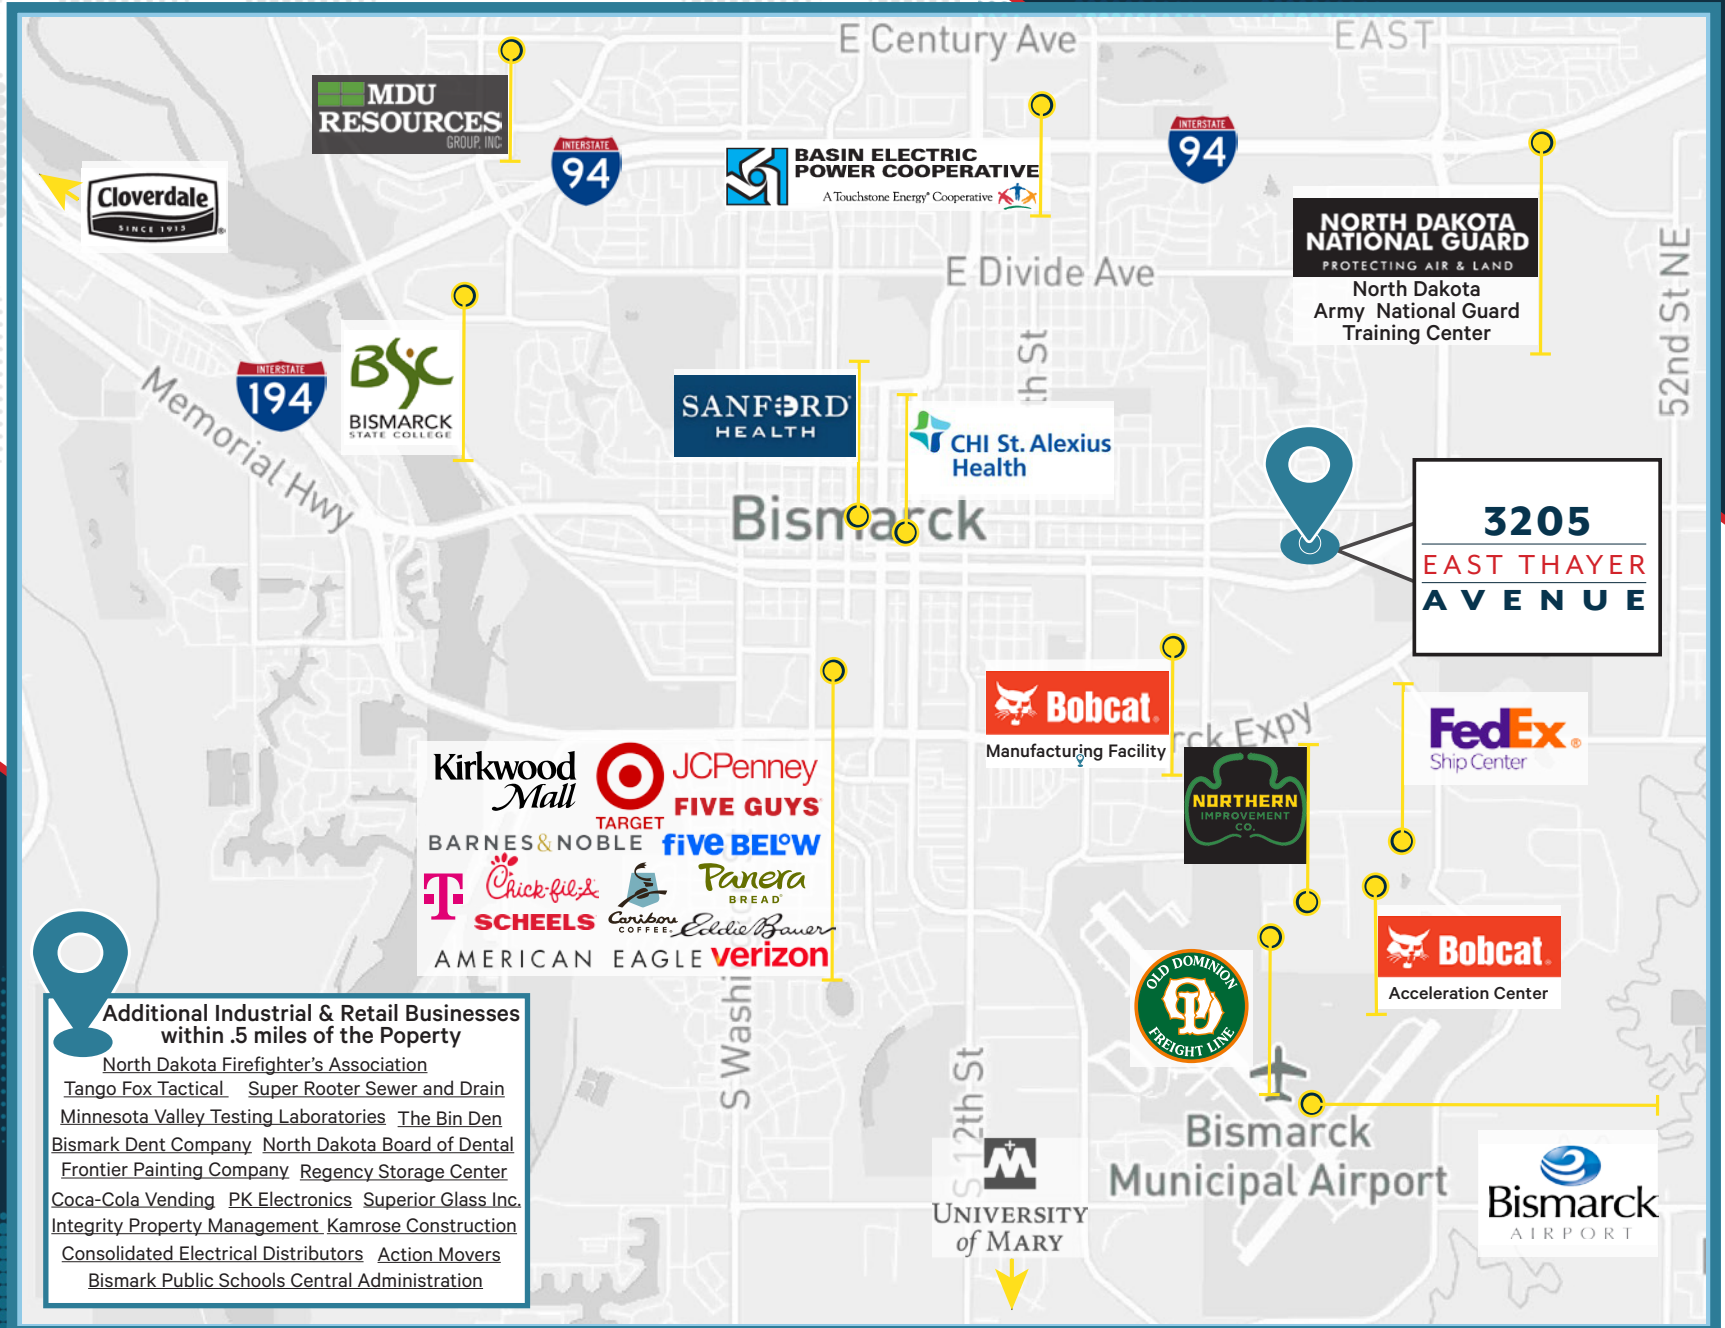 E Century Ave
EAST
MDU
RESOURCES
GROUP, INC
INTERSTATE
94
BASIN ELECTRIC
POWER COOPERATIVE
A Touchstone Energy® Cooperative
INTERSTATE
94
Cloverdale
SINCE 1915
®
NORTH DAKOTA
NATIONAL GUARD
PROTECTING AIR & LAND
North Dakota
Army National Guard
Training Center
E Divide Ave
52nd St NE
th St
INTERSTATE
194
BSC
BISMARCK
STATE COLLEGE
Memorial Hwy
SANFORD
HEALTH
CHI St. Alexius
Health
Bismarck
3205
EAST THAYER
AVENUE
Bobcat
Manufacturing Facility
rck Expy
FedEx®
Ship Center
NORTHERN
IMPROVEMENT
CO.
Kirkwood
Mall
TARGET
JCPenney
FIVE GUYS
BARNES&NOBLE
five BEL°W
T
Chick-fil-A
Panera
BREAD
SCHEELS
Caribou
COFFEE
Eddie Bauer
AMERICAN EAGLE
verizon
S Washi
Bobcat
Acceleration Center
OLD DOMINION
OD
FREIGHT LINE
S 12th St
Bismarck
Municipal Airport
M
UNIVERSITY
of MARY
Bismarck
AIRPORT
Additional Industrial & Retail Businesses
within .5 miles of the Poperty
North Dakota Firefighter's Association
Tango Fox Tactical Super Rooter Sewer and Drain
Minnesota Valley Testing Laboratories The Bin Den
Bismark Dent Company North Dakota Board of Dental
Frontier Painting Company Regency Storage Center
Coca-Cola Vending PK Electronics Superior Glass Inc.
Integrity Property Management Kamrose Construction
Consolidated Electrical Distributors Action Movers
Bismark Public Schools Central Administration